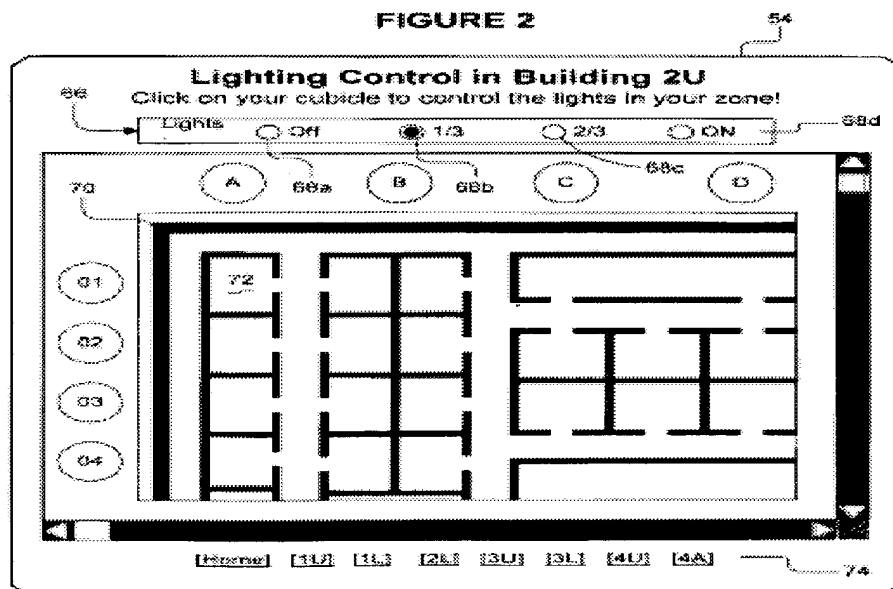 FIGURE 2
54
Lighting Control in Building 2U
Click on your cubicle to control the lights in your zone!
66
Lights Off 1/3 2/3 ON
68d
A B C D
68a 68b 68c
70
72
01
02
03
04
[Home] [1U] [1L] [2L] [3U] [3L] [4U] [4A]
74